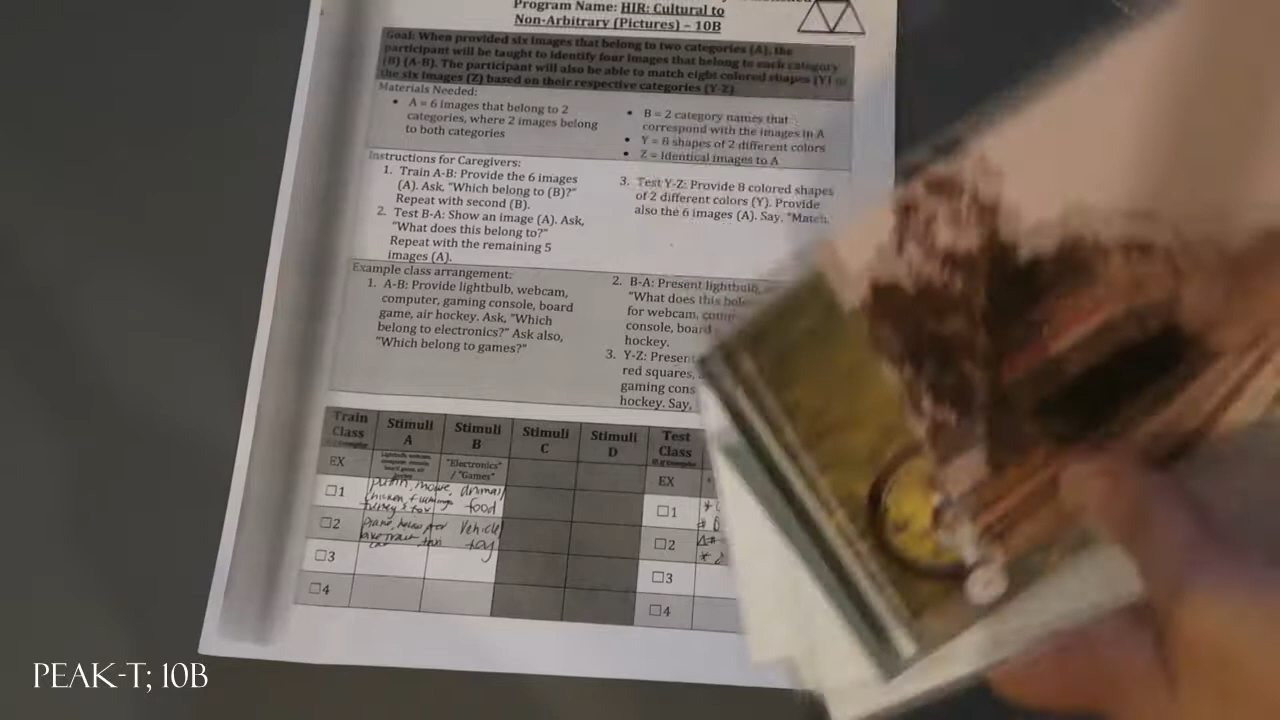 Program Name: HIR: Cultural to
Non-Arbitrary (Pictures) – 10B
Goal: When provided six images that belong to two categories (A), the
participant will be taught to identify four images that belong to each category
(B) (A-B). The participant will also be able to match eight colored shapes (Y) to
the six images (Z) based on their respective categories (Y-Z).
Materials Needed:
• A = 6 images that belong to 2
categories, where 2 images belong
to both categories
• B = 2 category names that
correspond with the images in A
• Y = 8 shapes of 2 different colors
• Z = Identical images to A
Instructions for Caregivers:
1. Train A-B: Provide the 6 images
(A). Ask, "Which belong to (B)?"
Repeat with second (B).
2. Test B-A: Show an image (A). Ask,
"What does this belong to?"
Repeat with the remaining 5
images (A).
3. Test Y-Z: Provide 8 colored shapes
of 2 different colors (Y). Provide
also the 6 images (A). Say, "Match.
Example class arrangement:
1. A-B: Provide lightbulb, webcam,
computer, gaming console, board
game, air hockey. Ask, "Which
belong to electronics?" Ask also,
"Which belong to games?"
2. B-A: Present lightbulb,
"What does this
for webcam,
console, board
hockey.
3. Y-Z: Present
red squares,
gaming cons
hockey. Say,
Train Class
Stimuli A
Stimuli B
Stimuli C
Stimuli D
Test Class
EX
"Electronics" / "Games"
EX
1
animal
chicken
food
1
2
Vehicle
toy
2
3
3
4
4
PEAK-T; 10B